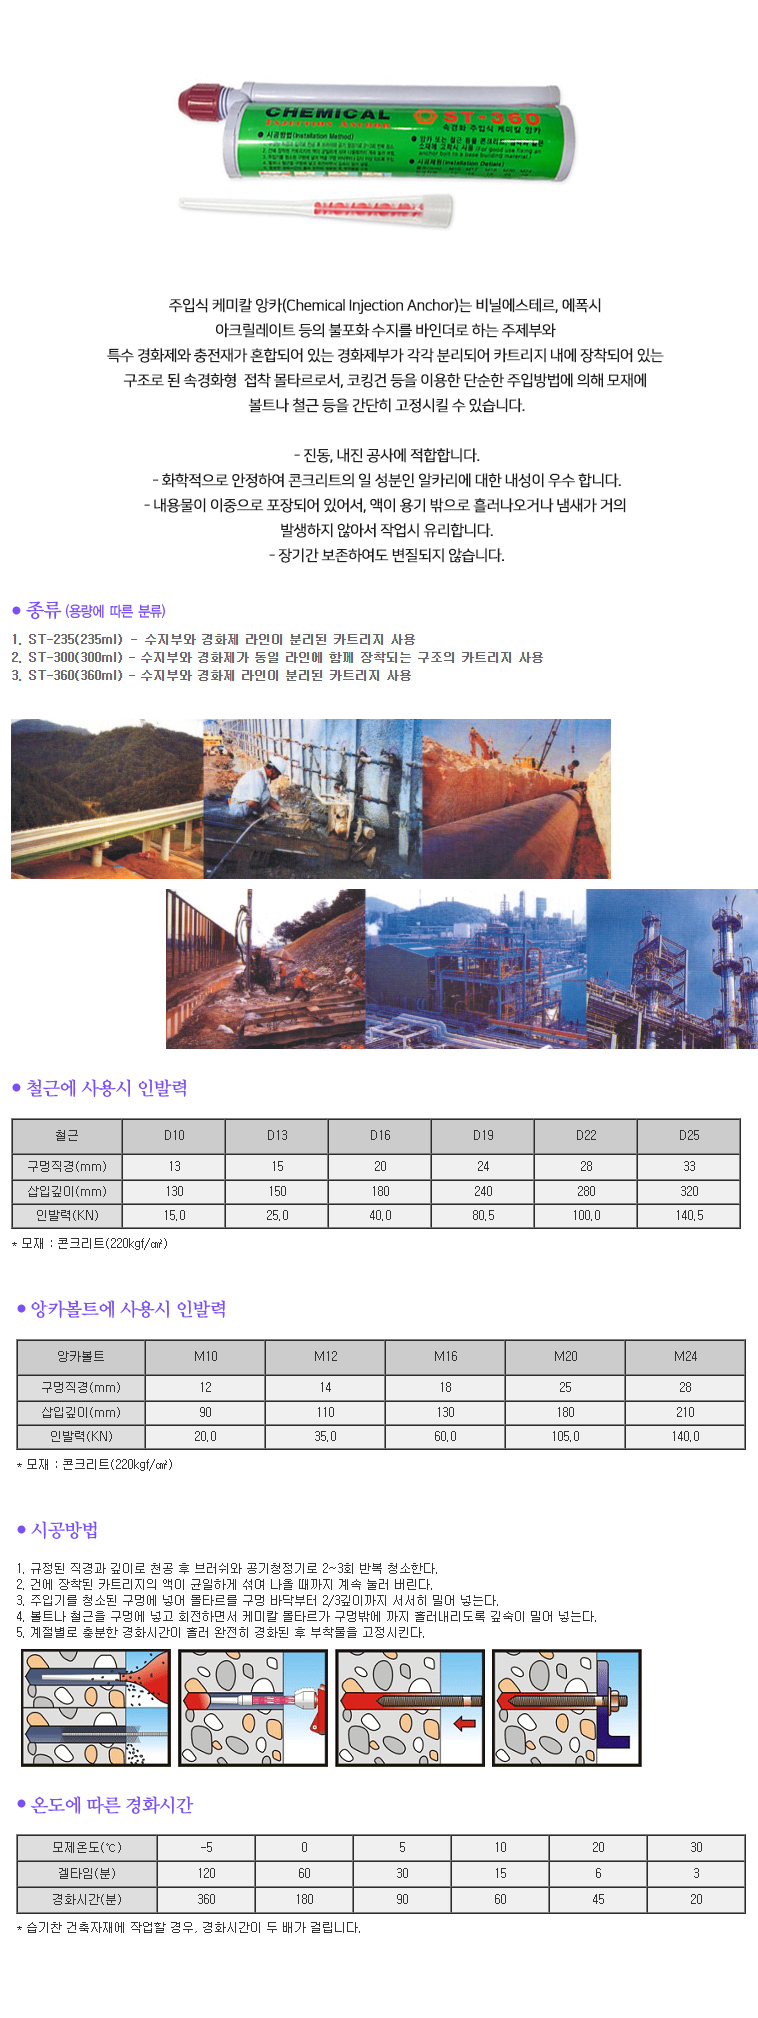 CHEMICAL
Injection Anchor
ST-360
속경화 주입식 케미칼 앙카
● 시공방법(Installation Method)
● 시공제원(Installation Details)
주입식 케미칼 앙카(Chemical Injection Anchor)는 비닐에스테르, 에폭시
아크릴레이트 등의 불포화 수지를 바인더로 하는 주제부와
특수 경화제와 충전재가 혼합되어 있는 경화제부가 각각 분리되어 카트리지 내에 장착되어 있는
구조로 된 속경화형 접착 몰타르로서, 코킹건 등을 이용한 단순한 주입방법에 의해 모재에
볼트나 철근 등을 간단히 고정시킬 수 있습니다.
- 진동, 내진 공사에 적합합니다.
- 화학적으로 안정하여 콘크리트의 일 성분인 알카리에 대한 내성이 우수 합니다.
- 내용물이 이중으로 포장되어 있어서, 액이 용기 밖으로 흘러나오거나 냄새가 거의
발생하지 않아서 작업시 유리합니다.
- 장기간 보존하여도 변질되지 않습니다.
● 종류 (용량에 따른 분류)
1. ST-235(235ml) - 수지부와 경화제 라인이 분리된 카트리지 사용
2. ST-300(300ml) - 수지부와 경화제가 동일 라인에 함께 장착되는 구조의 카트리지 사용
3. ST-360(360ml) - 수지부와 경화제 라인이 분리된 카트리지 사용
● 철근에 사용시 인발력
철근 D10 D13 D16 D19 D22 D25
구멍직경(mm) 13 15 20 24 28 33
삽입깊이(mm) 130 150 180 240 280 320
인발력(KN) 15.0 25.0 40.0 80.5 100.0 140.5
* 모재 : 콘크리트(220kgf/㎠)
● 앙카볼트에 사용시 인발력
앙카볼트 M10 M12 M16 M20 M24
구멍직경(mm) 12 14 18 25 28
삽입깊이(mm) 90 110 130 180 210
인발력(KN) 20.0 35.0 60.0 105.0 140.0
* 모재 : 콘크리트(220kgf/㎠)
● 시공방법
1. 규정된 직경과 깊이로 천공 후 브러쉬와 공기청정기로 2~3회 반복 청소한다.
2. 건에 장착된 카트리지의 액이 균일하게 섞여 나올 때까지 계속 눌러 버린다.
3. 주입기를 청소된 구멍에 넣어 몰타르를 구멍 바닥부터 2/3깊이까지 서서히 밀어 넣는다.
4. 볼트나 철근을 구멍에 넣고 회전하면서 케미칼 몰타르가 구멍밖에 까지 흘러내리도록 깊숙이 밀어 넣는다.
5. 계절별로 충분한 경화시간이 흘러 완전히 경화된 후 부착물을 고정시킨다.
● 온도에 따른 경화시간
모제온도(℃) -5 0 5 10 20 30
겔타임(분) 120 60 30 15 6 3
경화시간(분) 360 180 90 60 45 20
* 습기찬 건축자재에 작업할 경우, 경화시간이 두 배가 걸립니다.